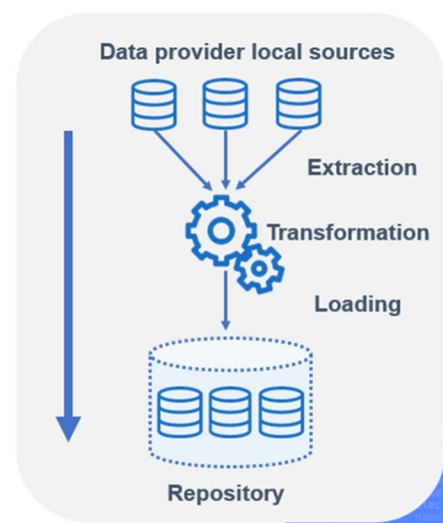 Data provider local sources
Extraction
Transformation
Loading
Repository